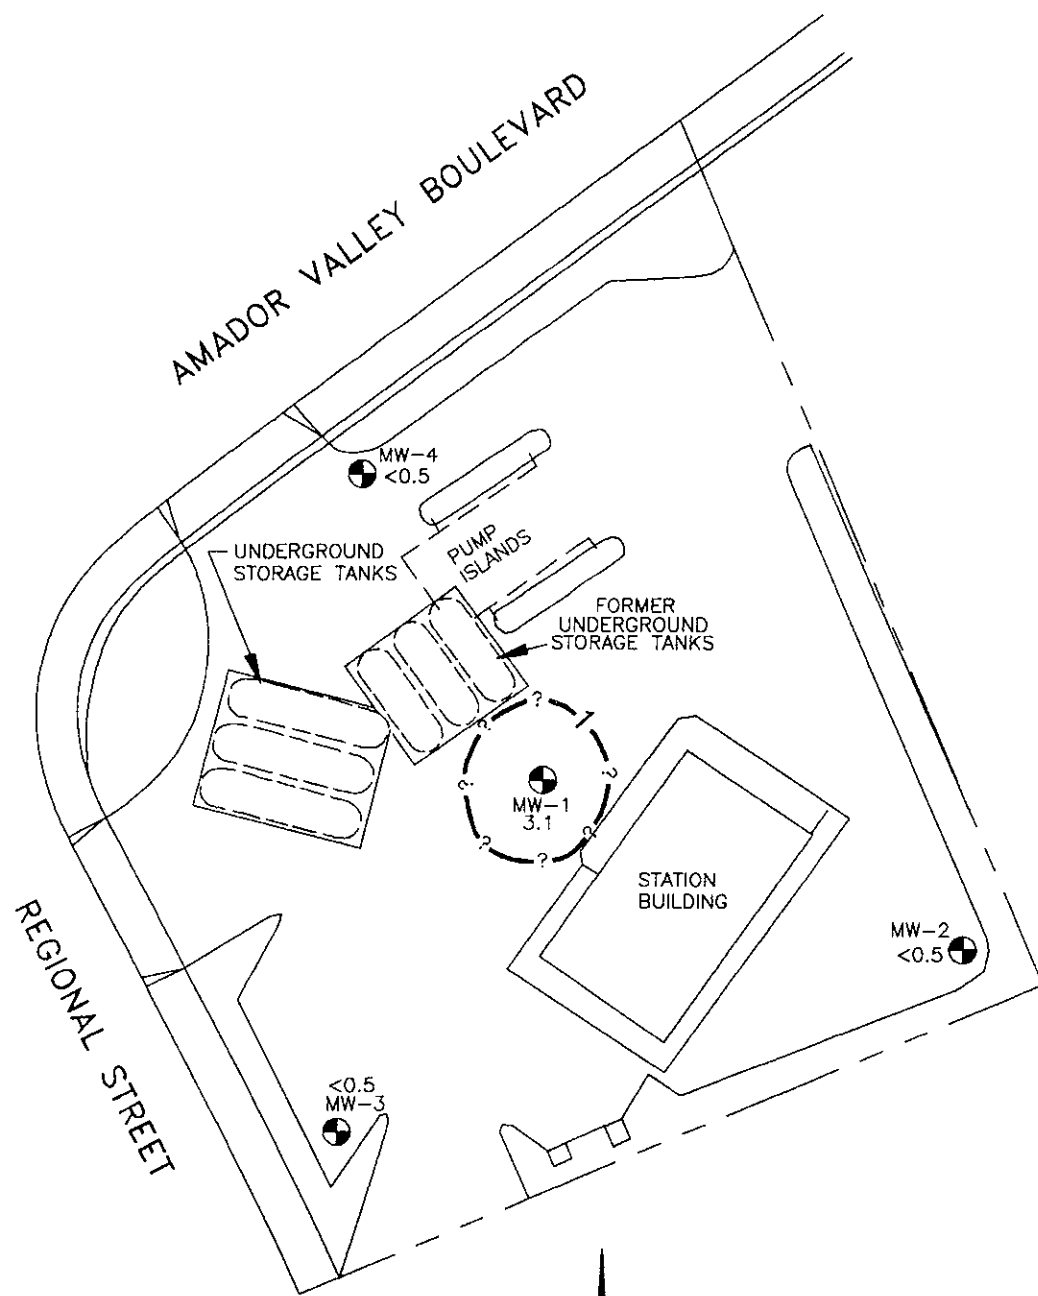 AMADOR VALLEY BOULEVARD
MW-4
<0.5
UNDERGROUND
STORAGE TANKS
PUMP
ISLANDS
FORMER
UNDERGROUND
STORAGE TANKS
?
?
1
?
?
MW-1
3.1
?
?
?
STATION
BUILDING
MW-2
<0.5
REGIONAL STREET
<0.5
MW-3